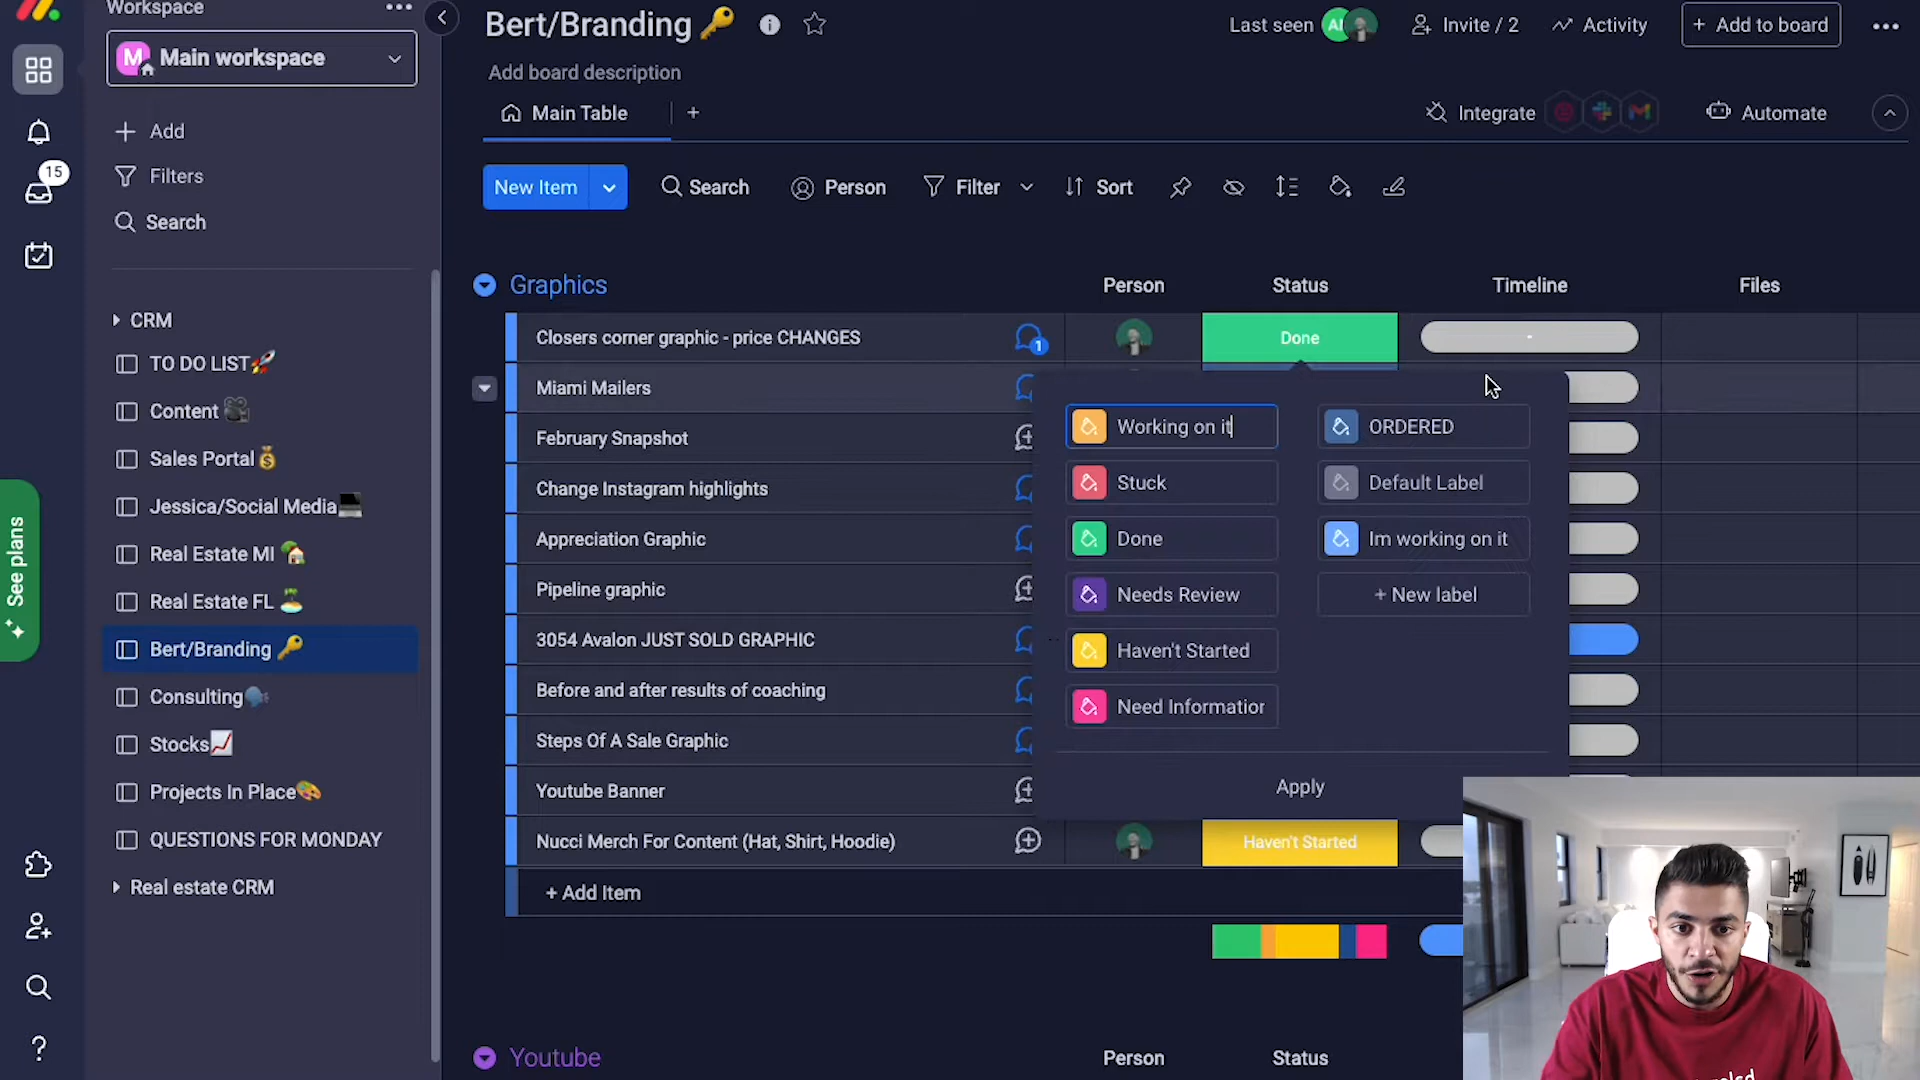 Workspace
M Main workspace
Add
Filters
Search
CRM
TO DO LIST
Content
Sales Portal
Jessica/Social Media
Real Estate MI
Real Estate FL
Bert/Branding
Consulting
Stocks
Projects In Place
QUESTIONS FOR MONDAY
Real estate CRM
15
See plans
?
Bert/Branding
Last seen
Invite / 2
Activity
+ Add to board
Add board description
Main Table
+
Integrate
Automate
New Item
Search
Person
Filter
Sort
Graphics Person Status Timeline Files
Closers corner graphic - price CHANGES 1 Done -
Miami Mailers
February Snapshot
Change Instagram highlights
Appreciation Graphic
Pipeline graphic
3054 Avalon JUST SOLD GRAPHIC
Before and after results of coaching
Steps Of A Sale Graphic
Youtube Banner
Nucci Merch For Content (Hat, Shirt, Hoodie) Haven't Started
+ Add Item
Working on it
Stuck
Done
Needs Review
Haven't Started
Need Information
ORDERED
Default Label
Im working on it
+ New label
Apply
Youtube Person Status